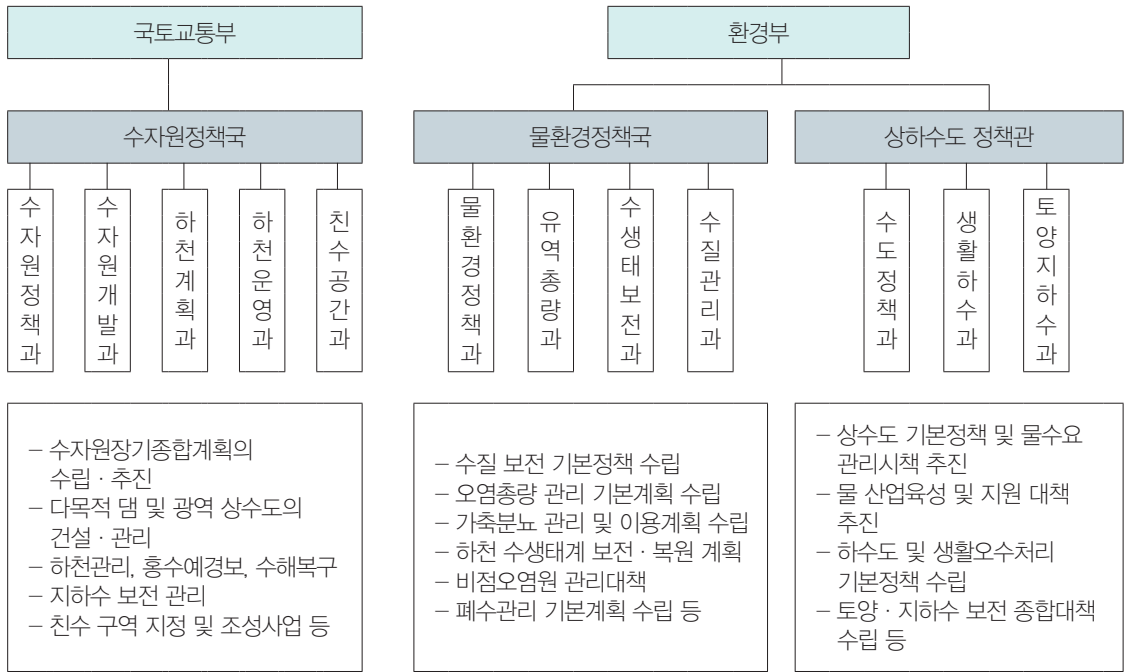 국토교통부
환경부
수자원정책국
물환경정책국
상하수도 정책관
수자원정책과
수자원개발과
하천계획과
하천운영과
친수공간과
물환경정책과
유역총량과
수생태보전과
수질관리과
수도정책과
생활하수과
토양지하수과
– 수자원장기종합계획의
수립 · 추진
– 다목적 댐 및 광역 상수도의
건설 · 관리
– 하천관리, 홍수예경보, 수해복구
– 지하수 보전 관리
– 친수 구역 지정 및 조성사업 등
– 수질 보전 기본정책 수립
– 오염총량 관리 기본계획 수립
– 가축분뇨 관리 및 이용계획 수립
– 하천 수생태계 보전 · 복원 계획
– 비점오염원 관리대책
– 폐수관리 기본계획 수립 등
– 상수도 기본정책 및 물수요
관리시책 추진
– 물 산업육성 및 지원 대책
추진
– 하수도 및 생활오수처리
기본정책 수립
– 토양 · 지하수 보전 종합대책
수립 등